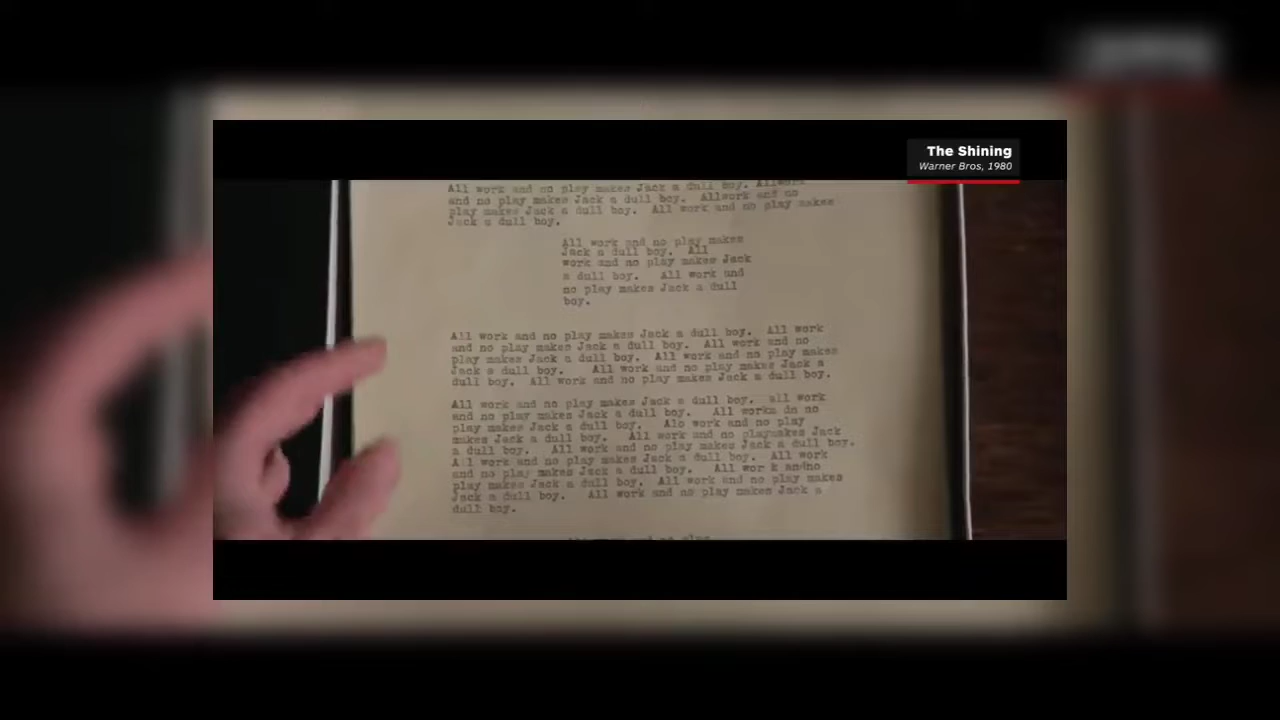 The Shining
Warner Bros, 1980
All work and no play makes Jack a dull boy. Allwork
and no play makes Jack a dull boy. Allwork and no
play makes Jack a dull boy. All work and no play makes
Jack a dull boy.
All work and no play makes
Jack a dull boy. All
work and no play makes Jack
a dull boy. All work and
no play makes Jack a dull
boy.
All work and no play makes Jack a dull boy. All work
and no play makes Jack a dull boy. All work and no
play makes Jack a dull boy. All work and no play makes
Jack a dull boy. All work and no play makes Jack a
dull boy. All work and no play makes Jack a dull boy.
All work and no play makes Jack a dull boy. all work
and no play makes Jack a dull boy. All works dn no
play makes Jack a dull boy. Alo work and no play
makes Jack a dull boy. All work and no playmakes Jack
a dull boy. All work and no play makes Jack a dull boy.
All work and no play makes Jack a dull boy. All work
and no play makes Jack a dull boy. All wor k andno
play makes Jack a dull boy. All work and no play makes
Jack a dull boy. All work and no play makes Jack a
dull boy.